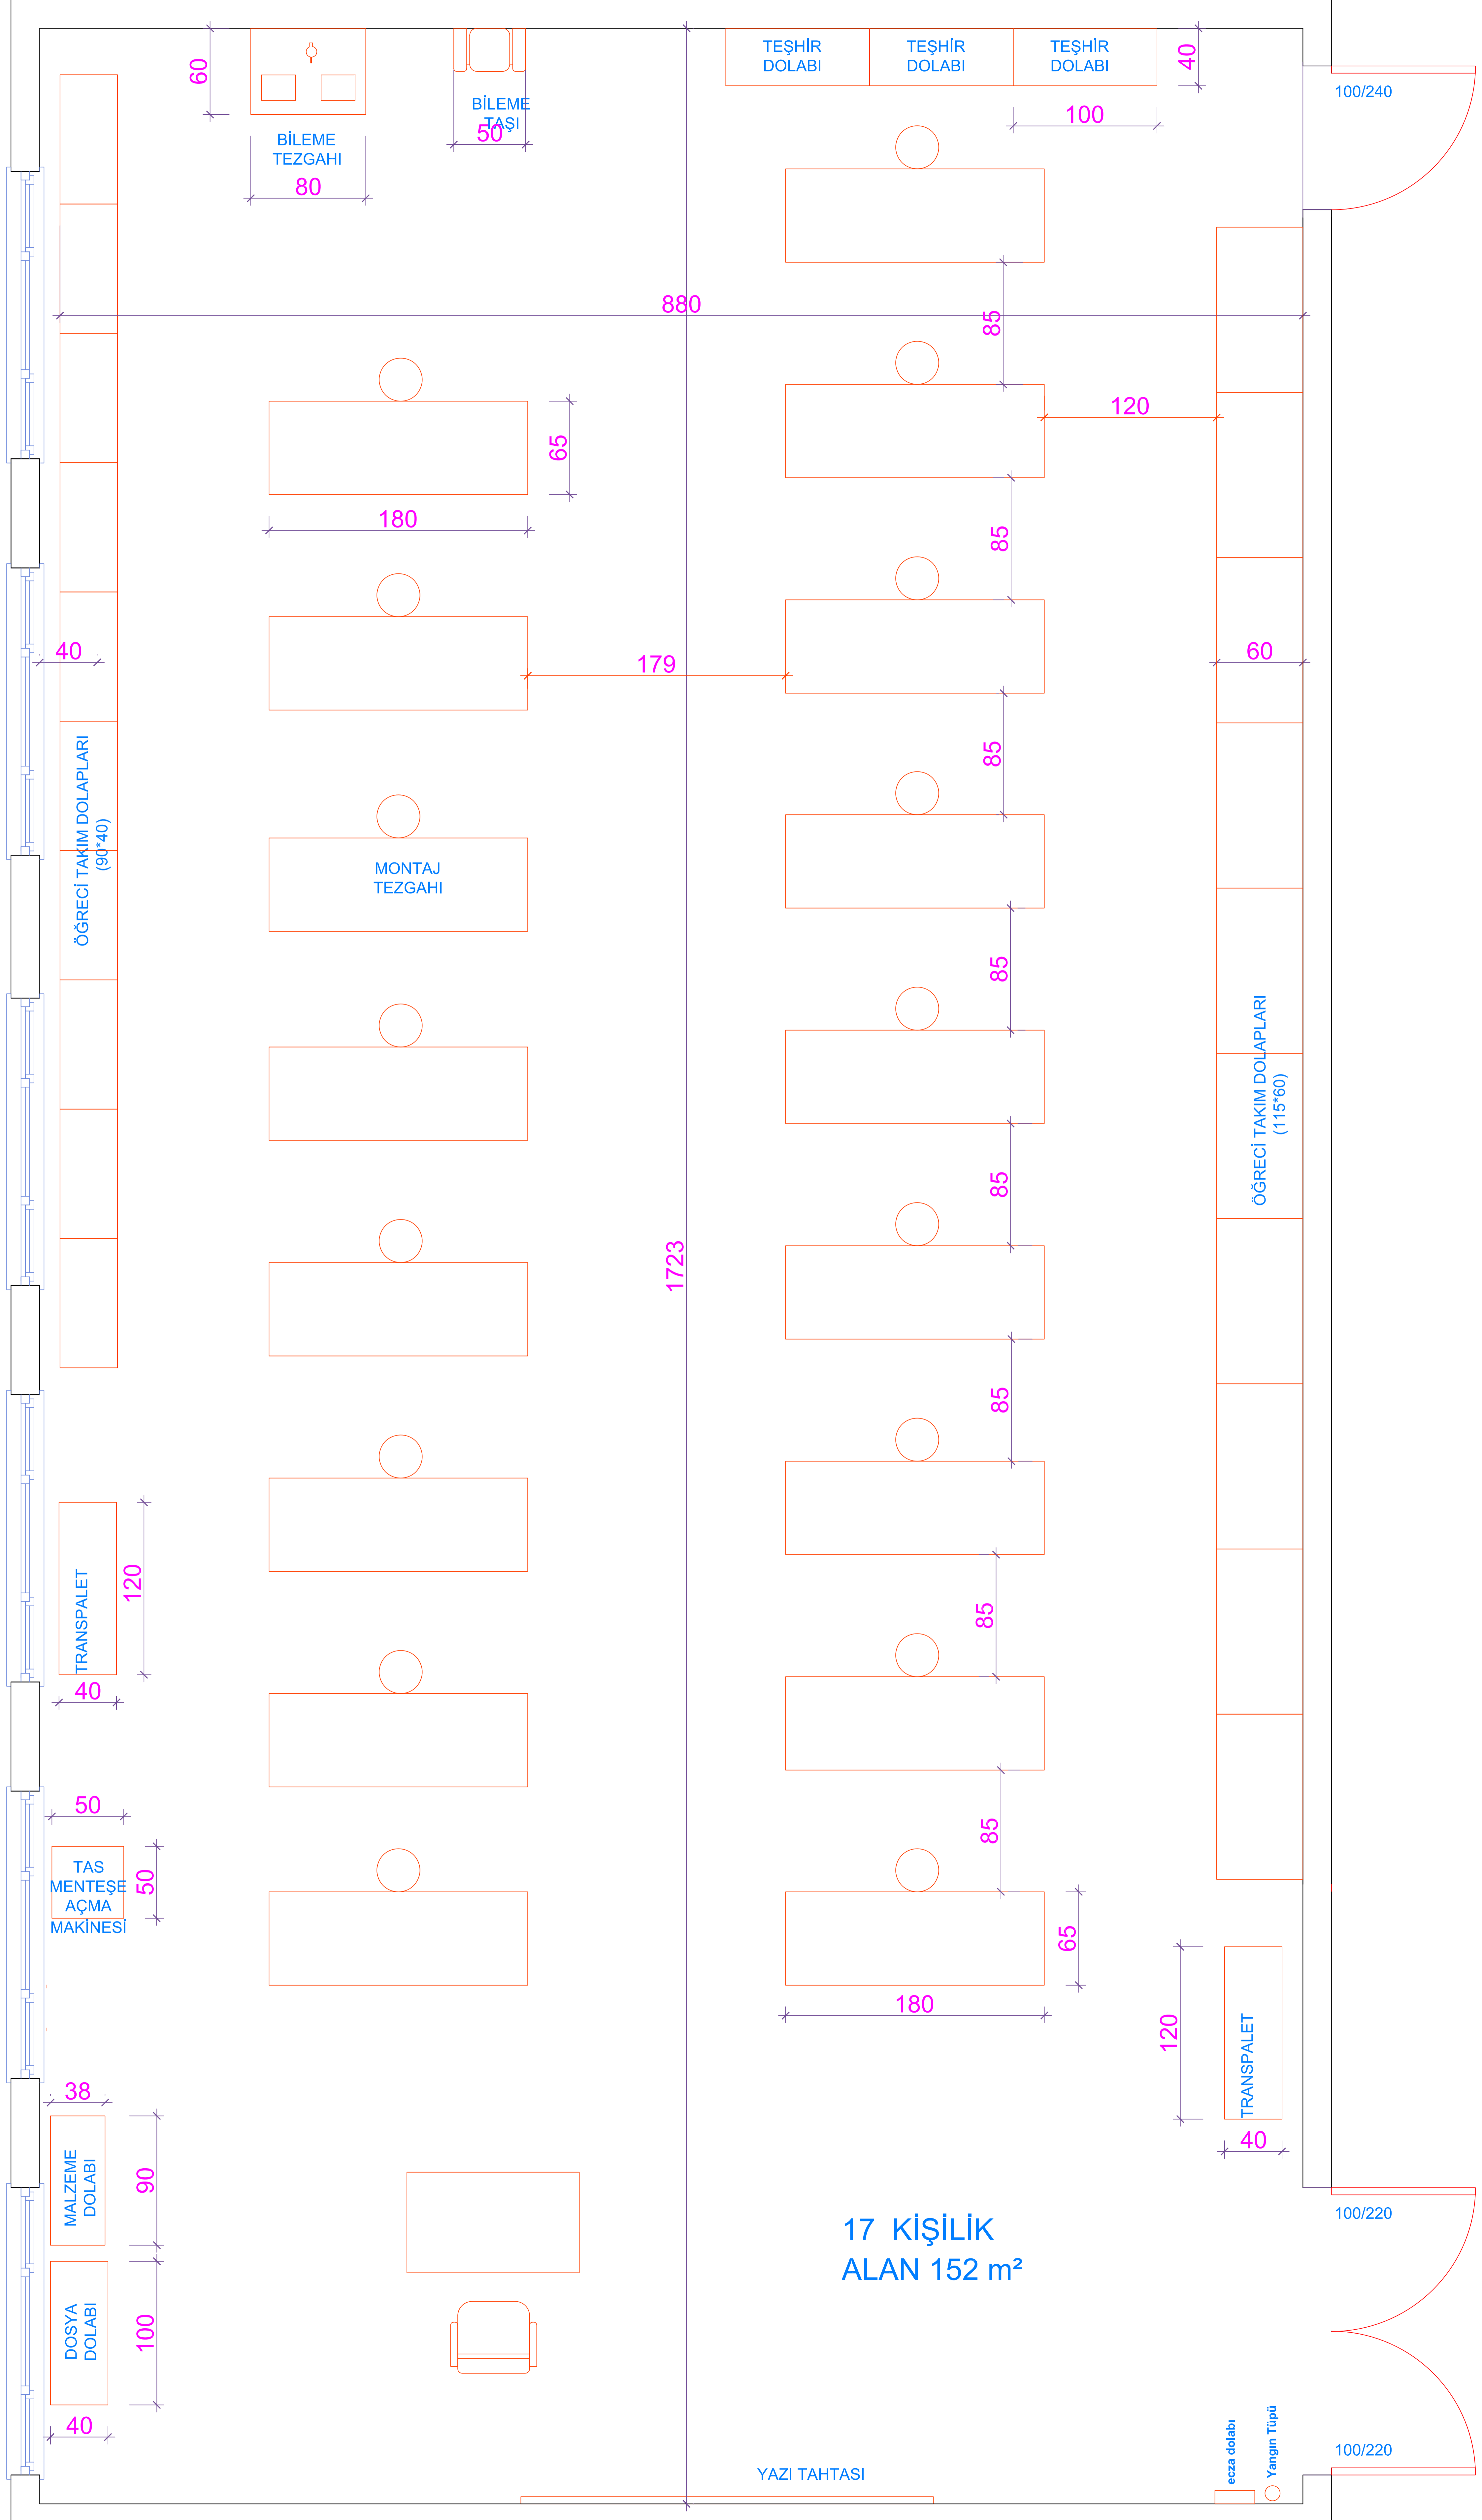 TEŞHİR
DOLABI
TEŞHİR
DOLABI
TEŞHİR
DOLABI
40
60
100/240
BİLEME
TAŞI
50
100
BİLEME
TEZGAHI
80
880
85
120
65
180
85
40
179
60
85
ÖĞRECİ TAKIM DOLAPLARI
(90*40)
MONTAJ
TEZGAHI
85
ÖĞRECİ TAKIM DOLAPLARI
(115*60)
85
1723
85
TRANSPALET
120
40
85
50
TAS
MENTEŞE
AÇMA
MAKİNESİ
50
85
65
180
120
TRANSPALET
40
38
MALZEME
DOLABI
90
17 KİŞİLİK
ALAN 152 m²
100/220
DOSYA
DOLABI
100
40
YAZI TAHTASI
ecza dolabı
Yangın Tüpü
100/220